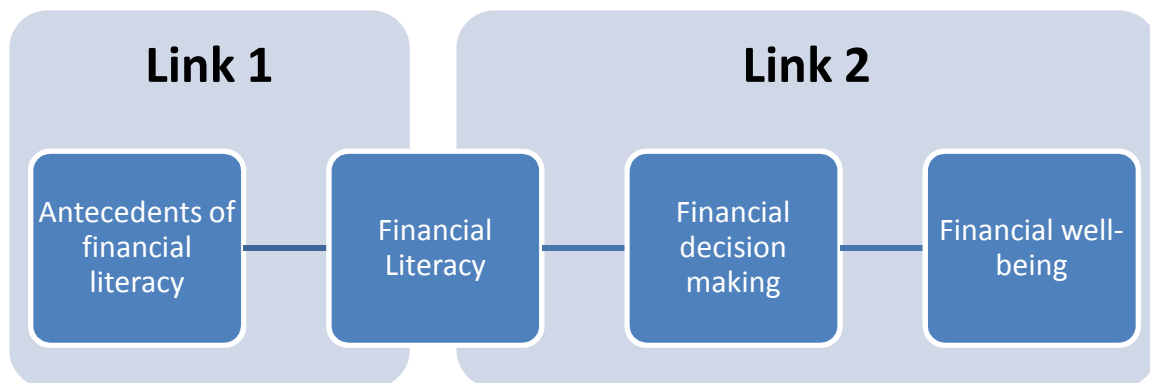 Link 1
Link 2
Antecedents of
financial
literacy
Financial
Literacy
Financial
decision
making
Financial well-
being